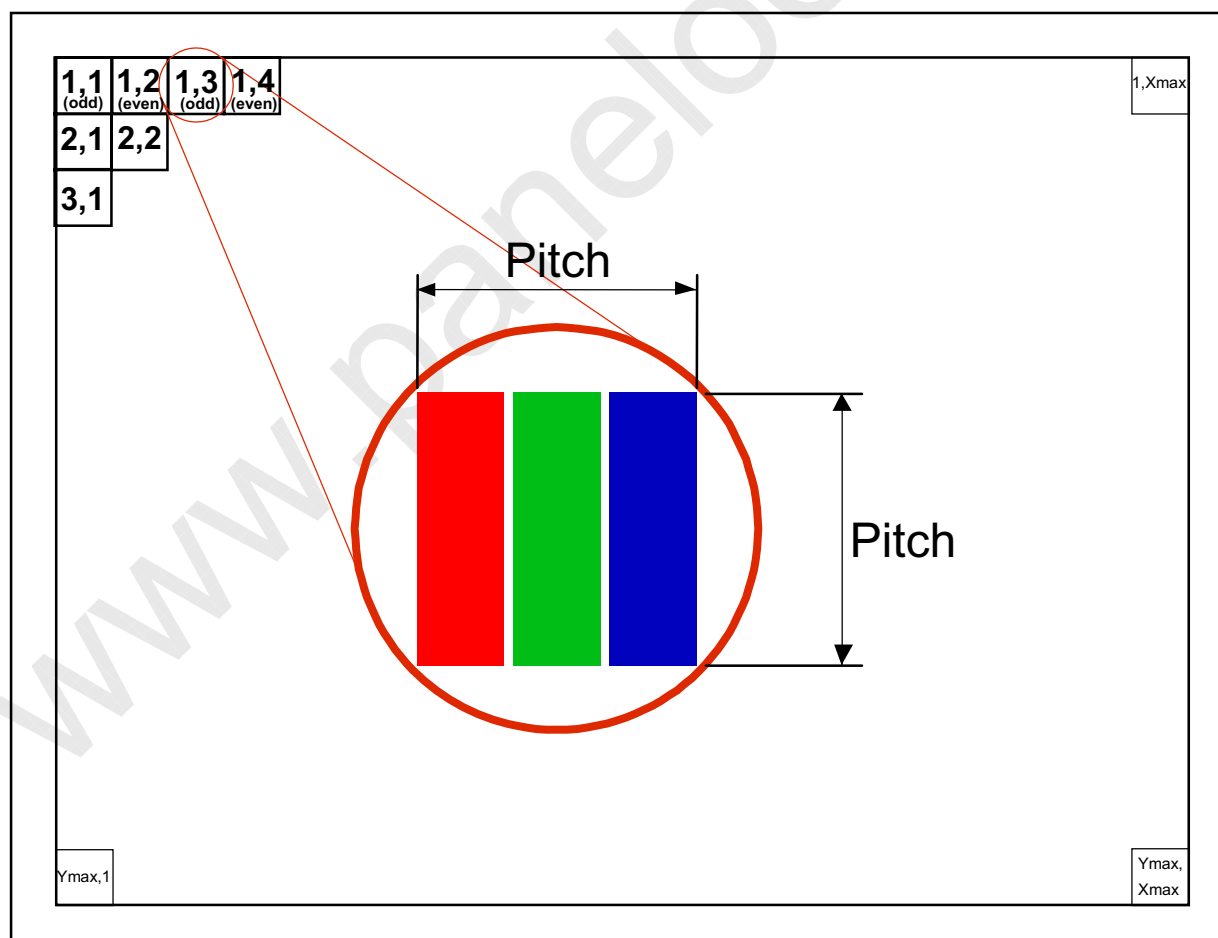 1,1 1,2 1,3 1,4
(odd) (even) (odd) (even)
1,Xmax
2,1 2,2
3,1
Pitch
Pitch
Ymax,1
Ymax,
Xmax
www.panelo